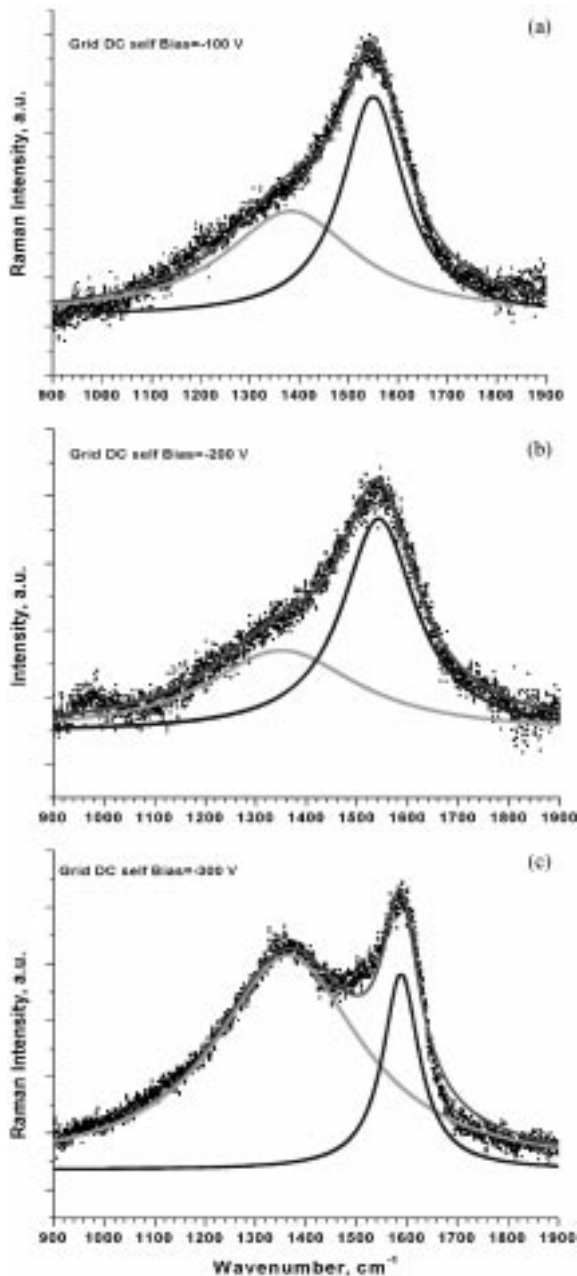 (a)
Grid DC self Bias=-100 V
Raman Intensity, a.u.
900 1000 1100 1200 1300 1400 1500 1600 1700 1800 1900
(b)
Grid DC self Bias=-200 V
Intensity, a.u.
900 1000 1100 1200 1300 1400 1500 1600 1700 1800 1900
(c)
Grid DC self Bias=-300 V
Raman Intensity, a.u.
900 1000 1100 1200 1300 1400 1500 1600 1700 1800 1900
Wavenumber, cm⁻¹